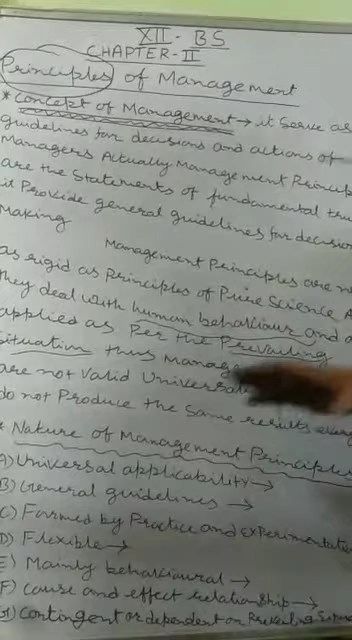 XII - BS
CHAPTER-II
Principles of Management
* Concept of Management → it Serve as
guidelines for decisions and actions of
Managers Actually Management
are the Statements of fundamental
it Provide general guidelines for
Making
Management Principles are
as rigid as Principles of Pure Science
they deal with human behaviour and
applied as Per the Prevailing
situation thus
are not Valid
do not Produce the same results
* Nature of Management Principles
A) Universal applicability →
B) General guidelines →
C) Formed by Practice and
D) Flexible →
E) Mainly behavioural →
F) cause and effect relationship →
G) Contingent or dependent on